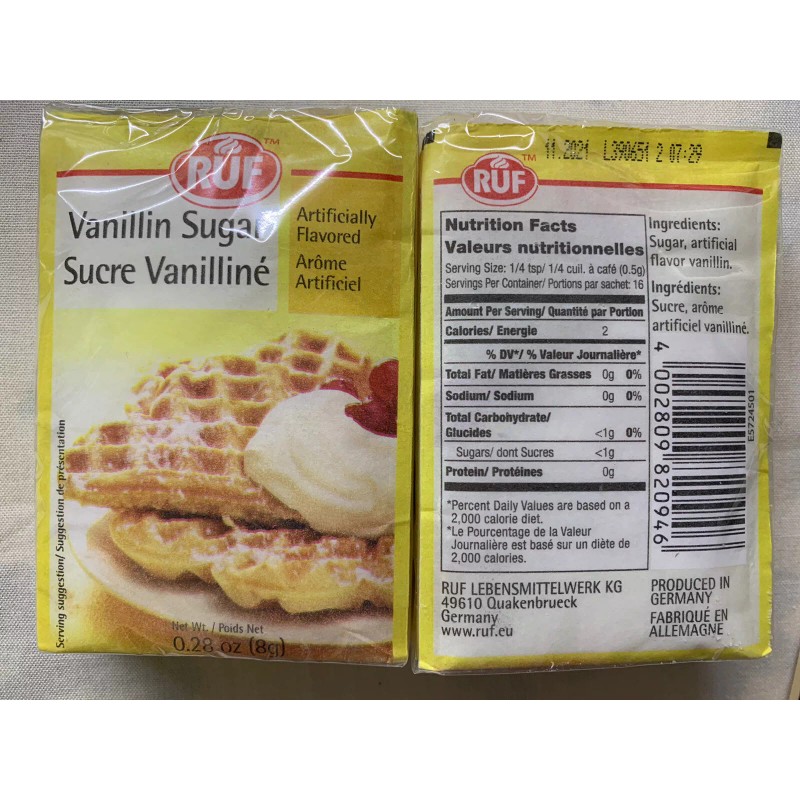 RUF™
Vanillin Sugar
Sucre Vanilliné
Artificially
Flavored
Arôme
Artificiel
Serving suggestion/ Suggestion de présentation
Net Wt. / Poids Net
0.28 oz (8gr)
11.2021 L390651 2 07:29
RUF™
Nutrition Facts
Valeurs nutritionnelles
Serving Size: 1/4 tsp/ 1/4 cuil. à café (0.5g)
Servings Per Container/ Portions par sachet: 16
Amount Per Serving/ Quantité par Portion
Calories/ Energie 2
% DV*/ % Valeur Journalière*
Total Fat/ Matières Grasses 0g 0%
Sodium/ Sodium 0g 0%
Total Carbohydrate/
Glucides <1g 0%
Sugars/ dont Sucres <1g
Protein/ Protéines 0g
*Percent Daily Values are based on a
2,000 calorie diet.
*Le Pourcentage de la Valeur
Journalière est basé sur un diète de
2,000 calories.
Ingredients:
Sugar, artificial
flavor vanillin.
Ingrédients:
Sucre, arôme
artificiel vanilliné.
4 002809 820946
E5724501
RUF LEBENSMITTELWERK KG
49610 Quakenbrueck
Germany
www.ruf.eu
PRODUCED IN
GERMANY
FABRIQUÉ EN
ALLEMAGNE